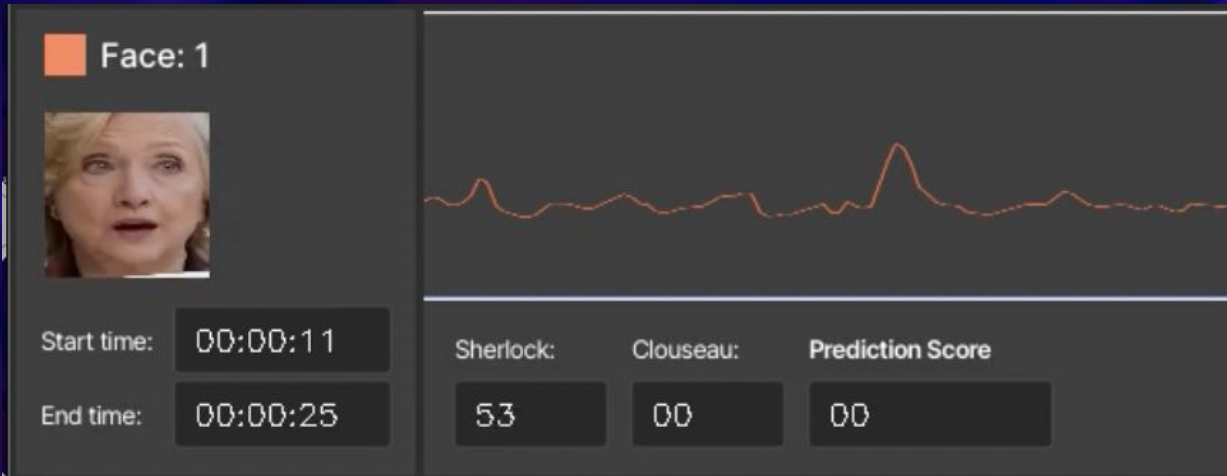 Face: 1
Start time: 00:00:11
End time: 00:00:25
Sherlock: Clouseau: Prediction Score
53 00 00